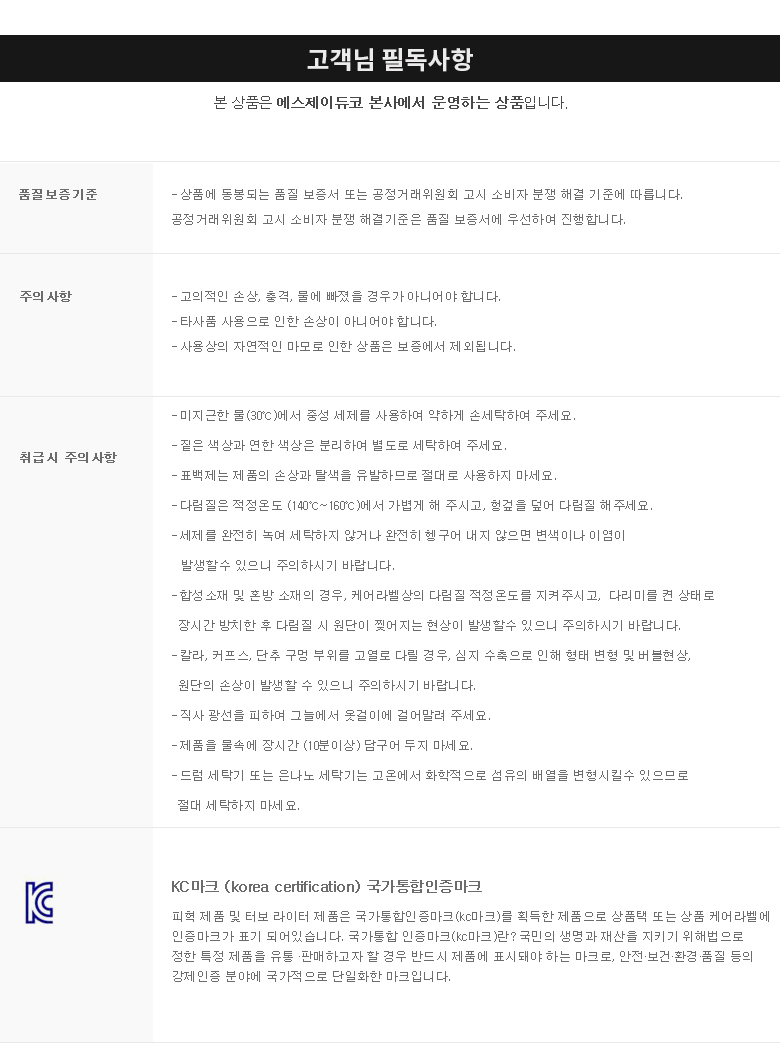 고객님 필독사항
본 상품은 에스제이듀코 본사에서 운영하는 상품입니다.
품질보증기준
- 상품에 동봉되는 품질 보증서 또는 공정거래위원회 고시 소비자 분쟁 해결 기준에 따릅니다.
공정거래위원회 고시 소비자 분쟁 해결기준은 품질 보증서에 우선하여 진행합니다.
주의사항
- 고의적인 손상, 충격, 물에 빠졌을 경우가 아니어야 합니다.
- 타사품 사용으로 인한 손상이 아니어야 합니다.
- 사용상의 자연적인 마모로 인한 상품은 보증에서 제외됩니다.
취급시 주의사항
- 미지근한 물(30℃)에서 중성 세제를 사용하여 약하게 손세탁하여 주세요.
- 짙은 색상과 연한 색상은 분리하여 별도로 세탁하여 주세요.
- 표백제는 제품의 손상과 탈색을 유발하므로 절대로 사용하지 마세요.
- 다림질은 적정온도 (140℃~160℃)에서 가볍게 해 주시고, 헝겊을 덮어 다림질 해주세요.
- 세제를 완전히 녹여 세탁하지 않거나 완전히 헹구어 내지 않으면 변색이나 이염이
발생할수 있으니 주의하시기 바랍니다.
- 합성소재 및 혼방 소재의 경우, 케어라벨상의 다림질 적정온도를 지켜주시고, 다리미를 켠 상태로
장시간 방치한 후 다림질 시 원단이 찢어지는 현상이 발생할수 있으니 주의하시기 바랍니다.
- 칼라, 커프스, 단추 구멍 부위를 고열로 다릴 경우, 심지 수축으로 인해 형태 변형 및 버블현상,
원단의 손상이 발생할 수 있으니 주의하시기 바랍니다.
- 직사 광선을 피하여 그늘에서 옷걸이에 걸어말려 주세요.
- 제품을 물속에 장시간 (10분이상) 담구어 두지 마세요.
- 드럼 세탁기 또는 은나노 세탁기는 고온에서 화학적으로 섬유의 배열을 변형시킬수 있으므로
절대 세탁하지 마세요.
KC마크 (korea certification) 국가통합인증마크
피혁 제품 및 터보 라이터 제품은 국가통합인증마크(kc마크)를 획득한 제품으로 상품택 또는 상품 케어라벨에
인증마크가 표기 되어있습니다. 국가통합 인증마크(kc마크)란? 국민의 생명과 재산을 지키기 위해법으로
정한 특정 제품을 유통 ·판매하고자 할 경우 반드시 제품에 표시돼야 하는 마크로, 안전·보건·환경·품질 등의
강제인증 분야에 국가적으로 단일화한 마크입니다.